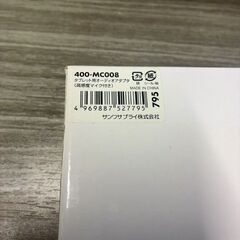 400-MC008
タブレット用オーディオアダプタ
(高感度マイク付き)
MADE IN CHINA
4 969887 527795
795
サンワサプライ株式会社